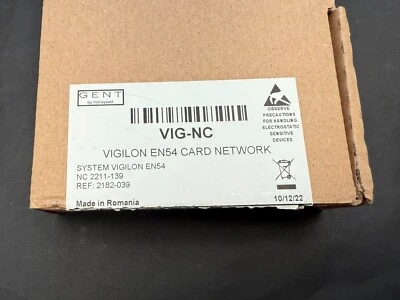 GENT
by Honeywell
VIG-NC
VIGILON EN54 CARD NETWORK
SYSTEM VIGILON EN54
NC 2211-139
REF: 2182-039
Made in Romania
OBSERVE
PRECAUTIONS
FOR HANDLING
ELECTROSTATIC
SENSITIVE
DEVICES
10/12/22